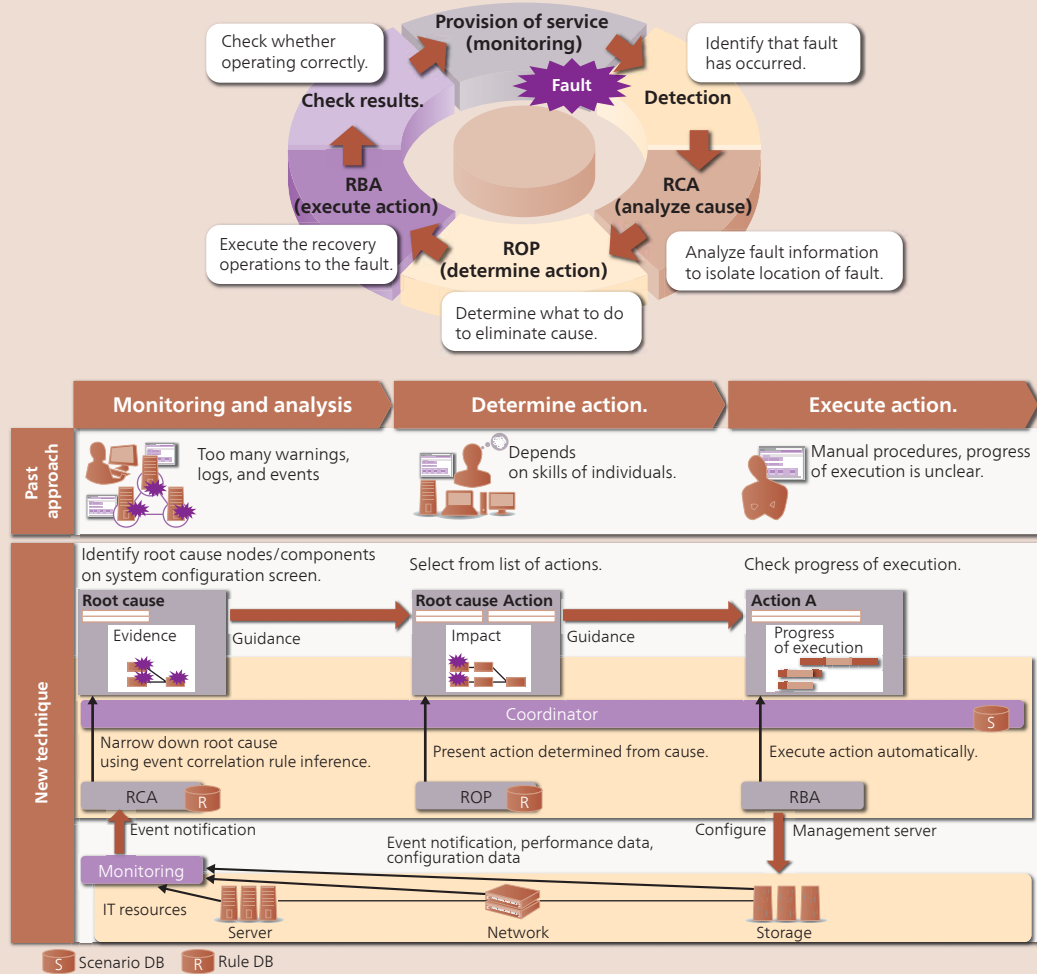 Provision of service
(monitoring)
Fault
Check whether
operating correctly.
Identify that fault
has occurred.
Check results.
Detection
RBA
(execute action)
RCA
(analyze cause)
Execute the recovery
operations to the fault.
ROP
(determine action)
Analyze fault information
to isolate location of fault.
Determine what to do
to eliminate cause.
Monitoring and analysis
Determine action.
Execute action.
Past
approach
Too many warnings,
logs, and events
Depends
on skills of individuals.
Manual procedures, progress
of execution is unclear.
New technique
Identify root cause nodes/components
on system configuration screen.
Select from list of actions.
Check progress of execution.
Root cause
Evidence
Guidance
Root cause Action
Impact
Guidance
Action A
Progress
of execution
Coordinator
S
Narrow down root cause
using event correlation rule inference.
Present action determined from cause.
Execute action automatically.
RCA
R
ROP
R
RBA
Event notification
Configure
Management server
Event notification, performance data,
configuration data
Monitoring
IT resources
Server
Network
Storage
S Scenario DB
R Rule DB